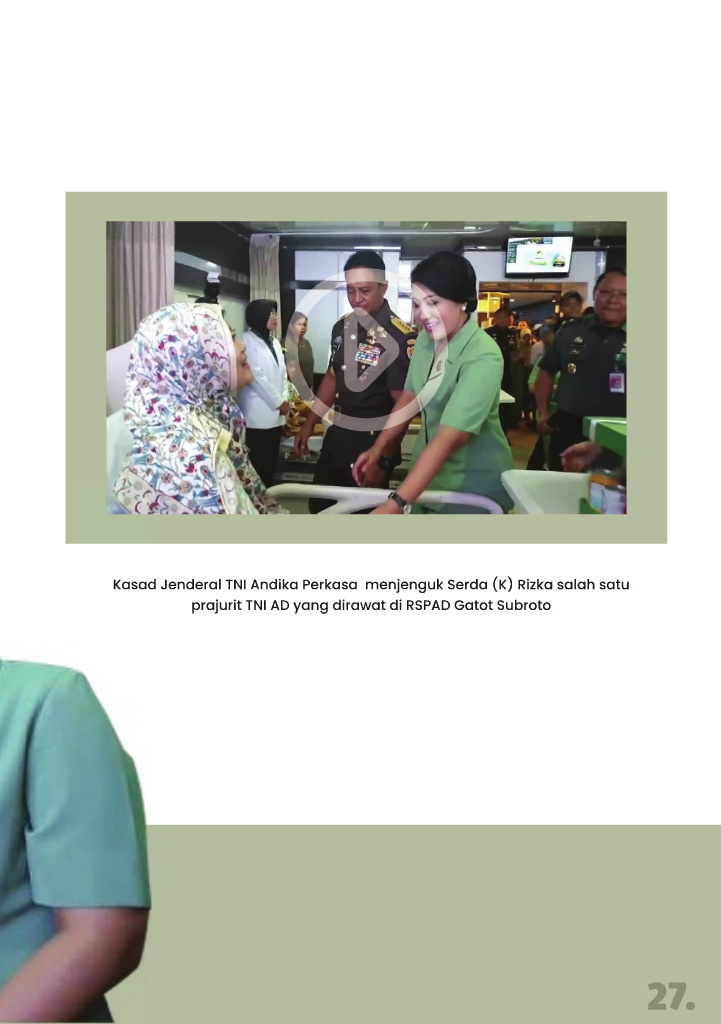 Kasad Jenderal TNI Andika Perkasa  menjenguk Serda (K) Rizka salah satu
prajurit TNI AD yang dirawat di RSPAD Gatot Subroto
27.